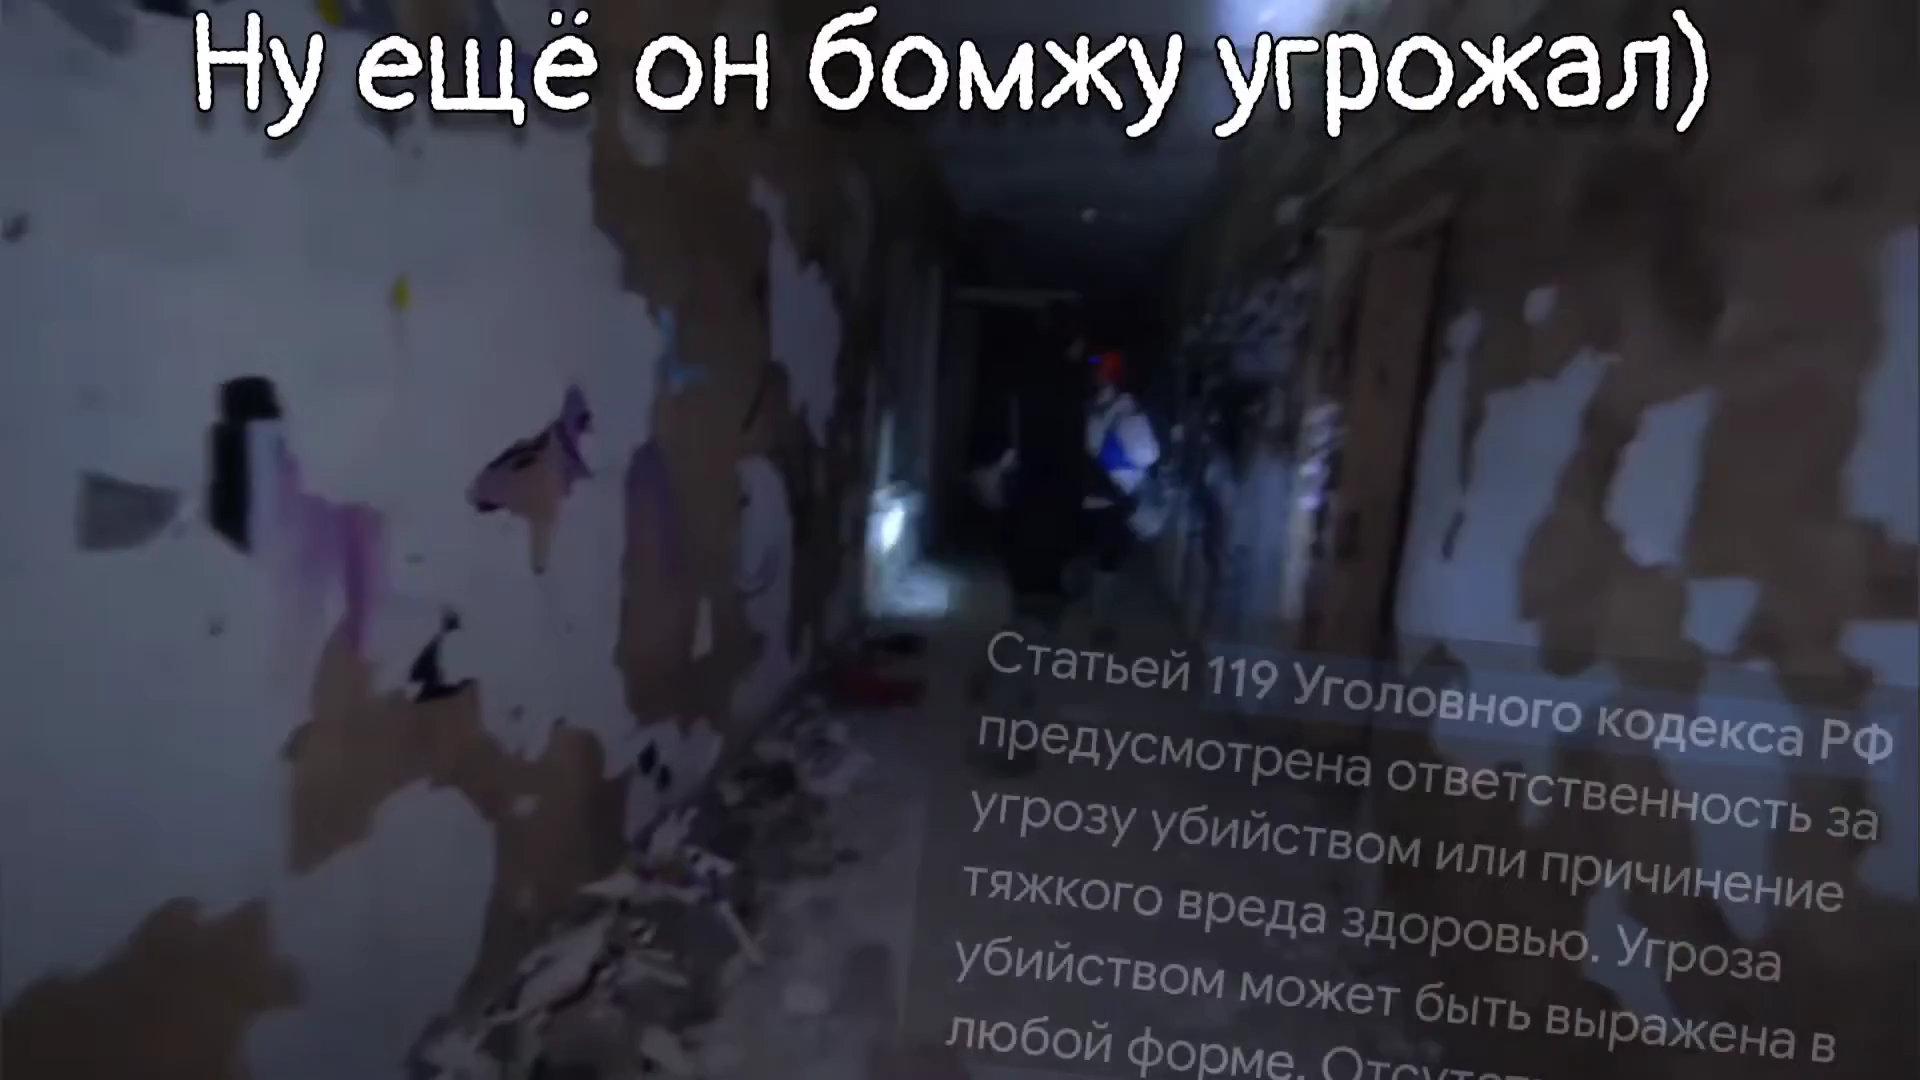 Ну ещё он бомжу угрожал)
Статьей 119 Уголовного кодекса РФ
предусмотрена ответственность за
угрозу убийством или причинение
тяжкого вреда здоровью. Угроза
убийством может быть выражена в
любой форме.